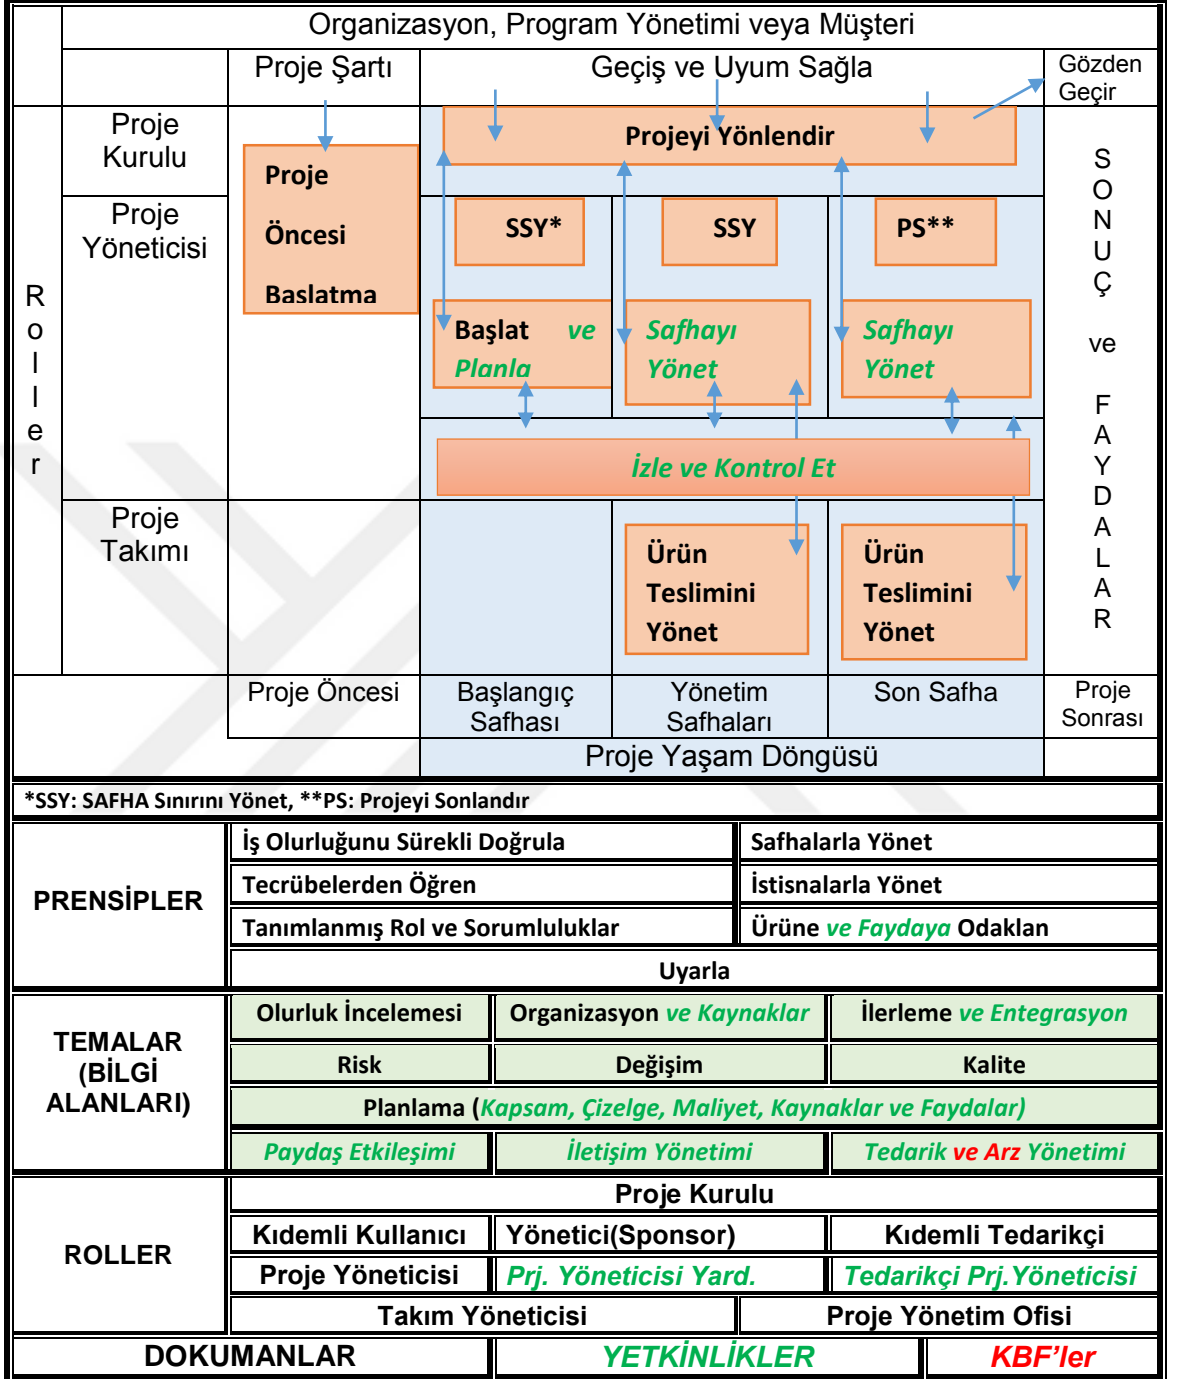 Organizasyon, Program Yönetimi veya Müşteri
Proje Şartı
Geçiş ve Uyum Sağla
Gözden
Geçir
Roller
Proje
Kurulu
Projeyi Yönlendir
Proje
Öncesi
Başlatma
Proje
Yöneticisi
SSY*
SSY
PS**
Başlat ve
Planla
Safhayı
Yönet
Safhayı
Yönet
İzle ve Kontrol Et
Proje
Takımı
Ürün
Teslimini
Yönet
Ürün
Teslimini
Yönet
SONUÇ
ve
FAYDALAR
Proje Öncesi
Başlangıç
Safhası
Yönetim
Safhaları
Son Safha
Proje
Sonrası
Proje Yaşam Döngüsü
*SSY: SAFHA Sınırını Yönet, **PS: Projeyi Sonlandır
PRENSİPLER
İş Olurluğunu Sürekli Doğrula
Safhalarla Yönet
Tecrübelerden Öğren
İstisnalarla Yönet
Tanımlanmış Rol ve Sorumluluklar
Ürüne ve Faydaya Odaklan
Uyarla
TEMALAR
(BİLGİ
ALANLARI)
Olurluk İncelemesi
Organizasyon ve Kaynaklar
İlerleme ve Entegrasyon
Risk
Değişim
Kalite
Planlama (Kapsam, Çizelge, Maliyet, Kaynaklar ve Faydalar)
Paydaş Etkileşimi
İletişim Yönetimi
Tedarik ve Arz Yönetimi
ROLLER
Proje Kurulu
Kıdemli Kullanıcı
Yönetici(Sponsor)
Kıdemli Tedarikçi
Proje Yöneticisi
Prj. Yöneticisi Yard.
Tedarikçi Prj.Yöneticisi
Takım Yöneticisi
Proje Yönetim Ofisi
DOKUMANLAR
YETKİNLİKLER
KBF'ler